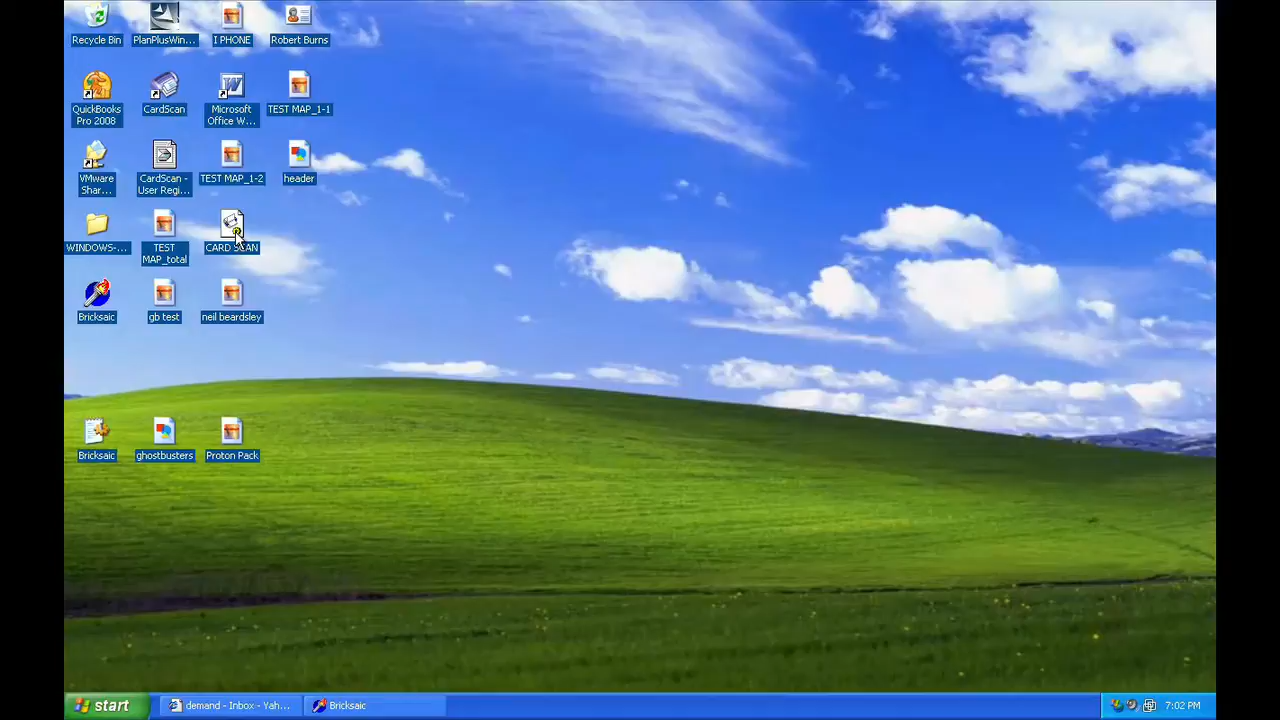 Recycle Bin
PlanPlusWin...
I PHONE
Robert Burns
QuickBooks
Pro 2008
CardScan
Microsoft
Office W...
TEST MAP_1-1
VMware
Shar...
CardScan -
User Regi...
TEST MAP_1-2
header
WINDOWS-...
TEST
MAP_total
CARD SCAN
Bricksaic
gb test
neil beardsley
Bricksaic
ghostbusters
Proton Pack
start
demand - Inbox - Yah...
Bricksaic
7:02 PM